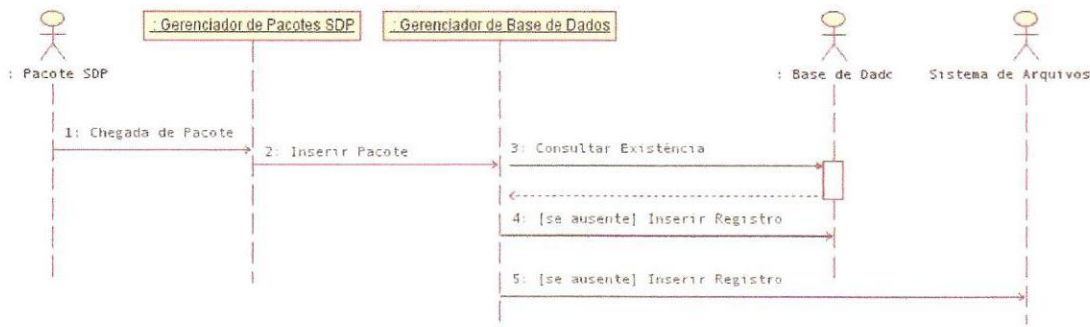 : Gerenciador de Pacotes SDP
: Gerenciador de Base de Dados
: Pacote SDP
: Base de Dadc
Sistema de Arquivos
1: Chegada de Pacote
2: Inserir Pacote
3: Consultar Existência
4: [se ausente] Inserir Registro
5: [se ausente] Inserir Registro